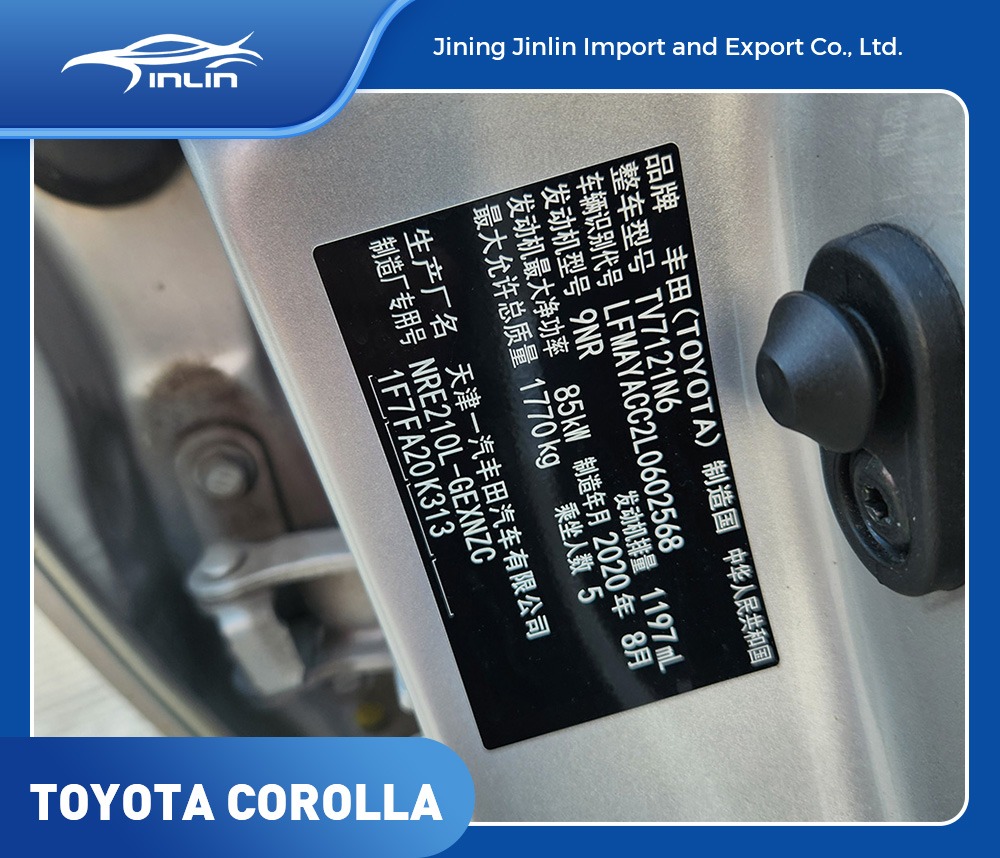 JINLIN
Jining Jinlin Import and Export Co., Ltd.
品牌 丰田(TOYOTA) 制造国 中华人民共和国
整车型号 TV7121N6
车辆识别代号 LFMAYACC2L0602568
发动机型号 9NR 发动机排量 1197mL
发动机最大净功率 85kW 制造年月 2020年 8月
最大允许总质量 1770kg 乘坐人数 5
生产厂名 天津一汽丰田汽车有限公司
制造厂专用号 NRE210L-GEXNZC
1F7FA20K313
TOYOTA COROLLA